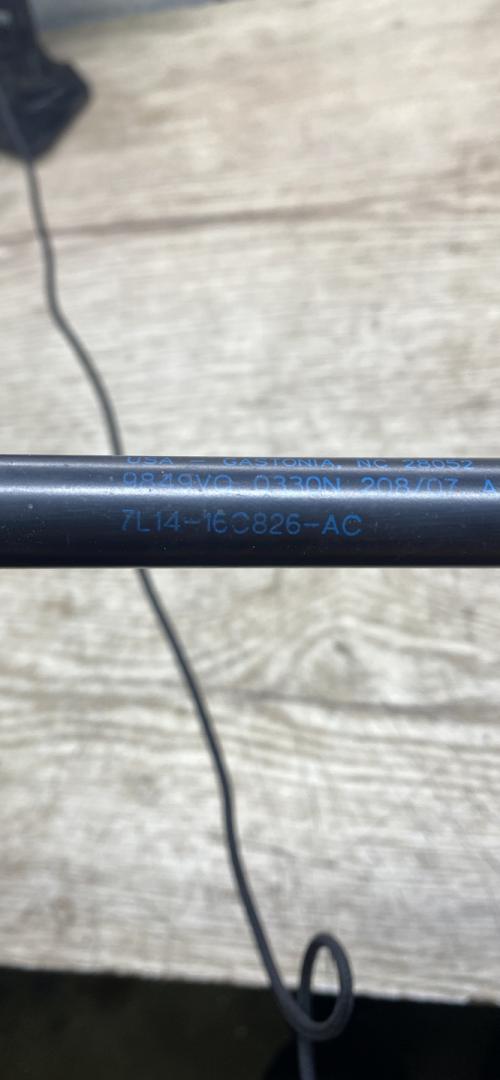 USA GASTONIA, NC 28052
9849VQ 0330N 208/07 A
7L14-16C826-AC